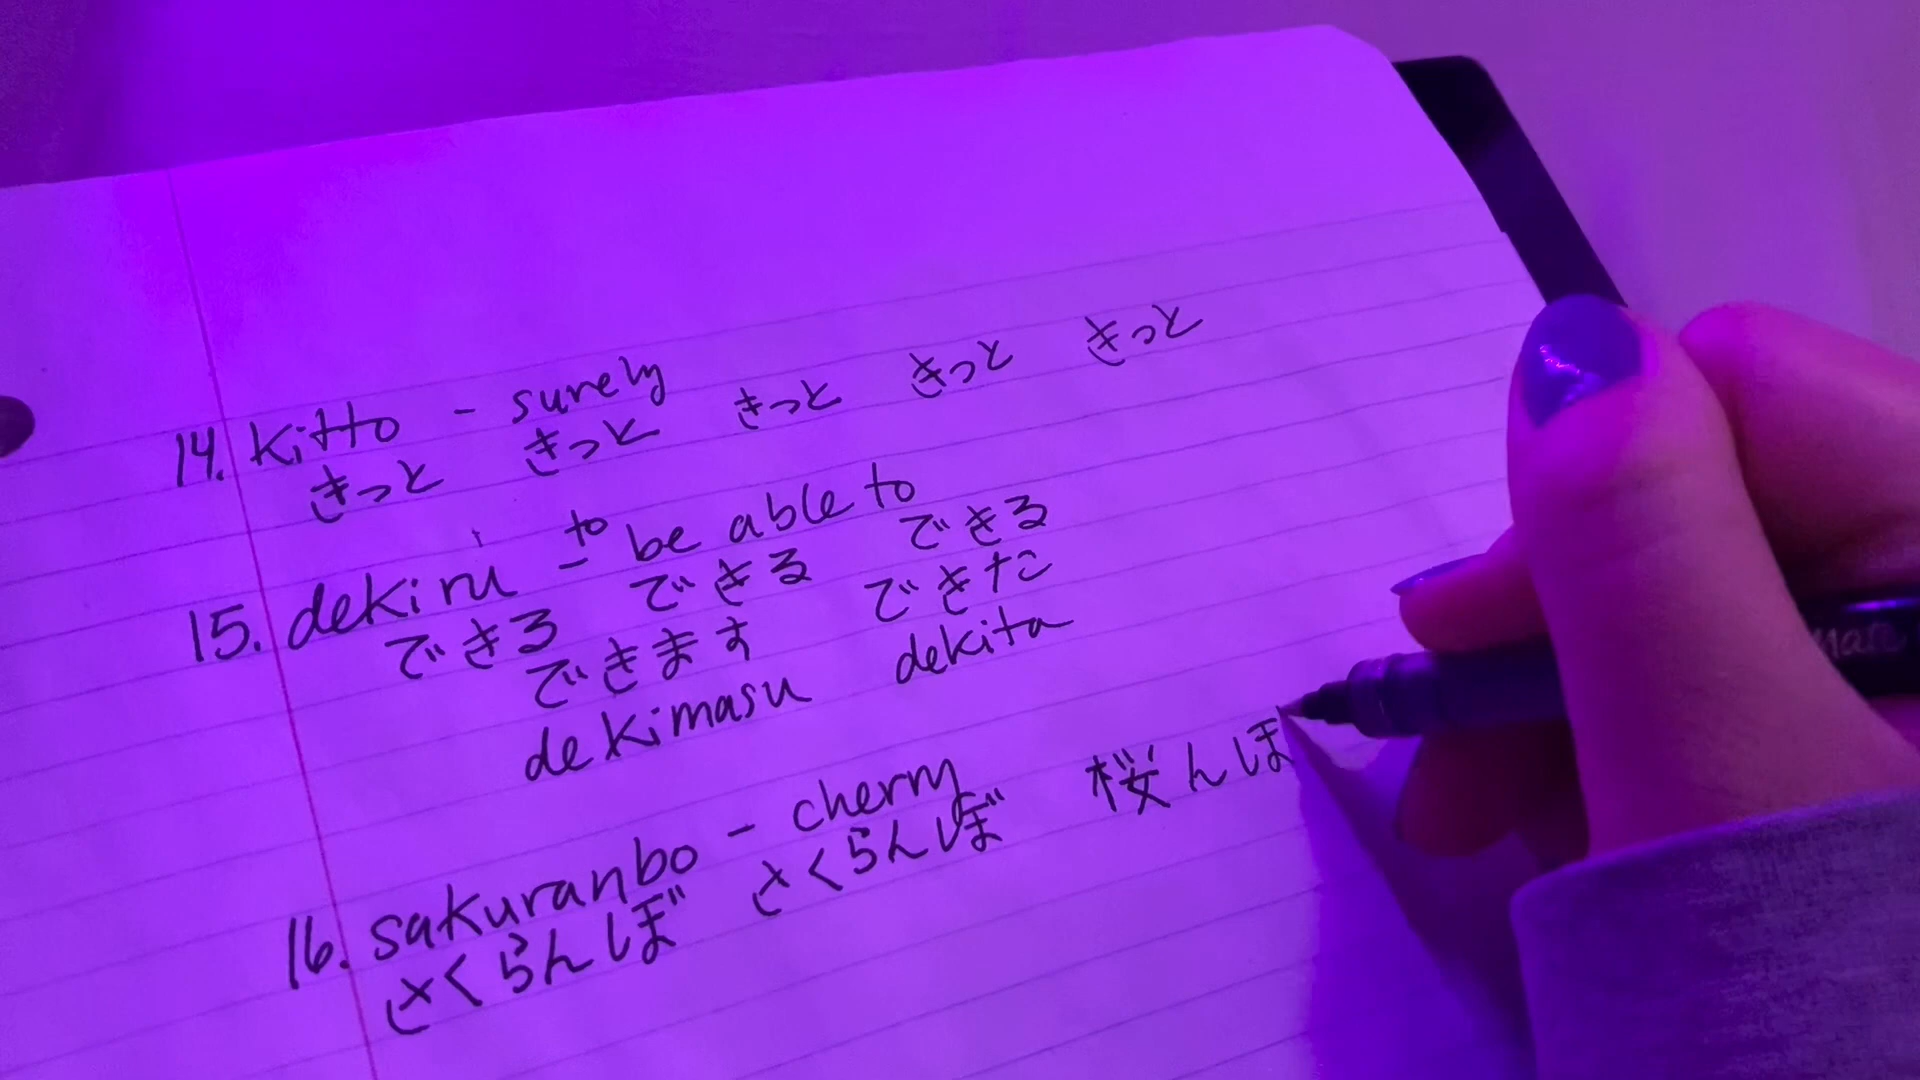 14. kitto - surely
きっと きっと きっと きっと きっと
15. dekiru - to be able to
できる できる できる
できます できた
dekimasu dekita
16. sakuranbo - cherry
さくらんぼ さくらんぼ 桜んぼ